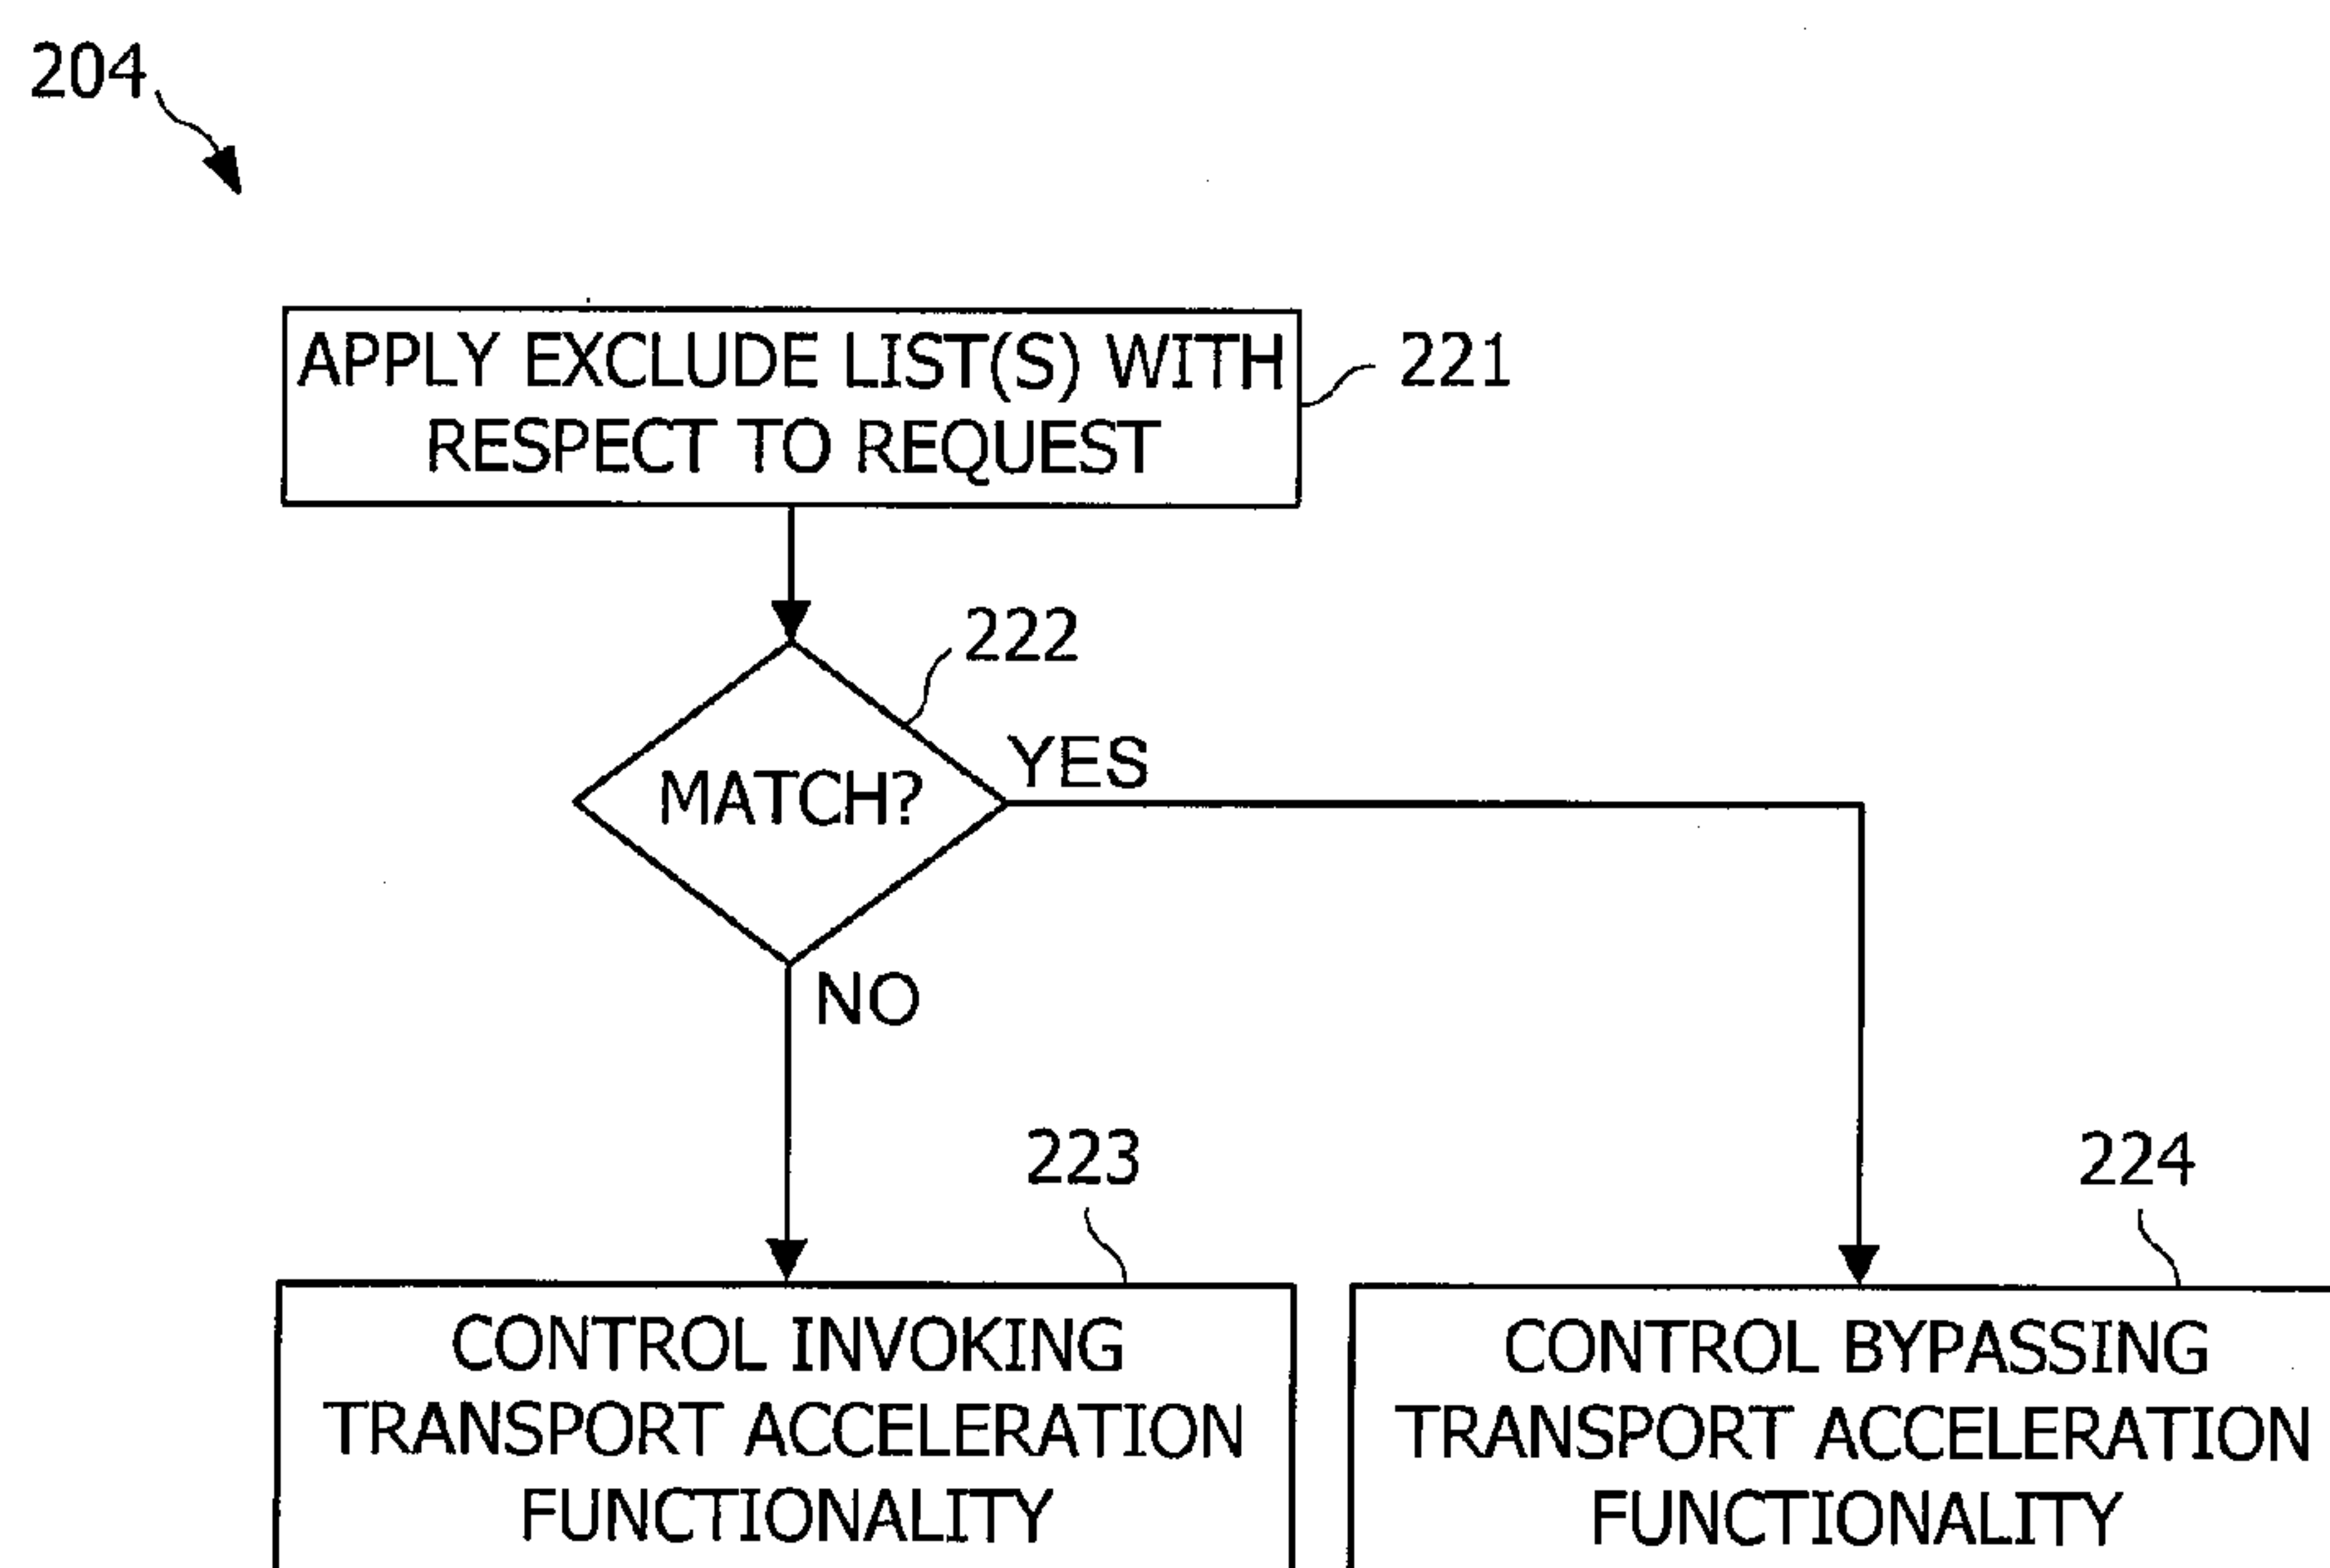 204
APPLY EXCLUDE LIST(S) WITH
RESPECT TO REQUEST
221
222
MATCH?
YES
NO
223
224
CONTROL INVOKING
TRANSPORT ACCELERATION
FUNCTIONALITY
CONTROL BYPASSING
TRANSPORT ACCELERATION
FUNCTIONALITY